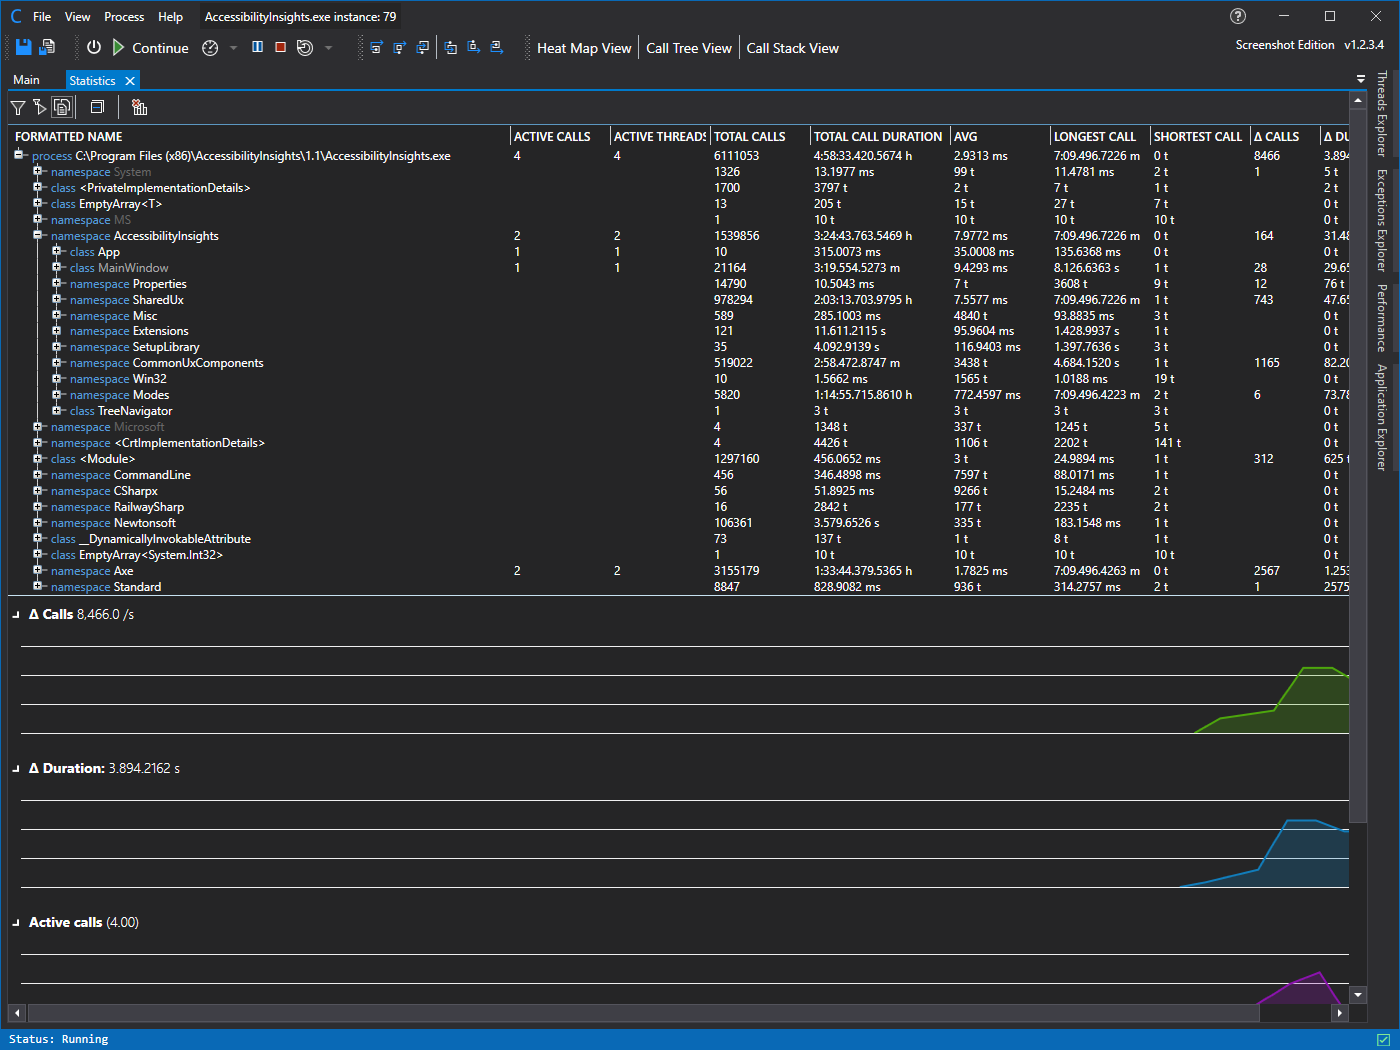 C File View Process Help AccessibilityInsights.exe instance: 79
Continue Heat Map View Call Tree View Call Stack View Screenshot Edition v1.2.3.4
Main Statistics
FORMATTED NAME ACTIVE CALLS ACTIVE THREADS TOTAL CALLS TOTAL CALL DURATION AVG LONGEST CALL SHORTEST CALL Δ CALLS Δ DU
process C:\Program Files (x86)\AccessibilityInsights\1.1\AccessibilityInsights.exe 4 4 6111053 4:58:33.420.5674 h 2.9313 ms 7:09.496.7226 m 0 t 8466 3.894
namespace System 1326 13.1977 ms 99 t 11.4781 ms 2 t 1 5 t
class <PrivateImplementationDetails> 1700 3797 t 2 t 7 t 1 t 2 t
class EmptyArray<T> 13 205 t 15 t 27 t 7 t 0 t
namespace MS 1 10 t 10 t 10 t 10 t 0 t
namespace AccessibilityInsights 2 2 1539856 3:24:43.763.5469 h 7.9772 ms 7:09.496.7226 m 0 t 164 31.48
class App 1 1 10 315.0073 ms 35.0008 ms 135.6368 ms 0 t 0 t
class MainWindow 1 1 21164 3:19.554.5273 m 9.4293 ms 8.126.6363 s 1 t 28 29.65
namespace Properties 14790 10.5043 ms 7 t 3608 t 9 t 12 76 t
namespace SharedUx 978294 2:03:13.703.9795 h 7.5577 ms 7:09.496.7226 m 1 t 743 47.65
namespace Misc 589 285.1003 ms 4840 t 93.8835 ms 3 t 0 t
namespace Extensions 121 11.611.2115 s 95.9604 ms 1.428.9937 s 1 t 0 t
namespace SetupLibrary 35 4.092.9139 s 116.9403 ms 1.397.7636 s 3 t 0 t
namespace CommonUxComponents 519022 2:58.472.8747 m 3438 t 4.684.1520 s 1 t 1165 82.20
namespace Win32 10 1.5662 ms 1565 t 1.0188 ms 19 t 0 t
namespace Modes 5820 1:14:55.715.8610 h 772.4597 ms 7:09.496.4223 m 2 t 6 73.78
class TreeNavigator 1 3 t 3 t 3 t 3 t 0 t
namespace Microsoft 4 1348 t 337 t 1245 t 5 t 0 t
namespace <CrtImplementationDetails> 4 4426 t 1106 t 2202 t 141 t 0 t
class <Module> 1297160 456.0652 ms 3 t 24.9894 ms 1 t 312 625 t
namespace CommandLine 456 346.4898 ms 7597 t 88.0171 ms 1 t 0 t
namespace CSharpx 56 51.8925 ms 9266 t 15.2484 ms 2 t 0 t
namespace RailwaySharp 16 2842 t 177 t 2235 t 2 t 0 t
namespace Newtonsoft 106361 3.579.6526 s 335 t 183.1548 ms 1 t 0 t
class __DynamicallyInvokableAttribute 73 137 t 1 t 8 t 1 t 0 t
class EmptyArray<System.Int32> 1 10 t 10 t 10 t 10 t 0 t
namespace Axe 2 2 3155179 1:33:44.379.5365 h 1.7825 ms 7:09.496.4263 m 0 t 2567 1.253
namespace Standard 8847 828.9082 ms 936 t 314.2757 ms 2 t 1 2575
Δ Calls 8,466.0 /s
Δ Duration: 3.894.2162 s
Active calls (4.00)
Threads Explorer
Exceptions Explorer
Performance
Application Explorer
Status: Running